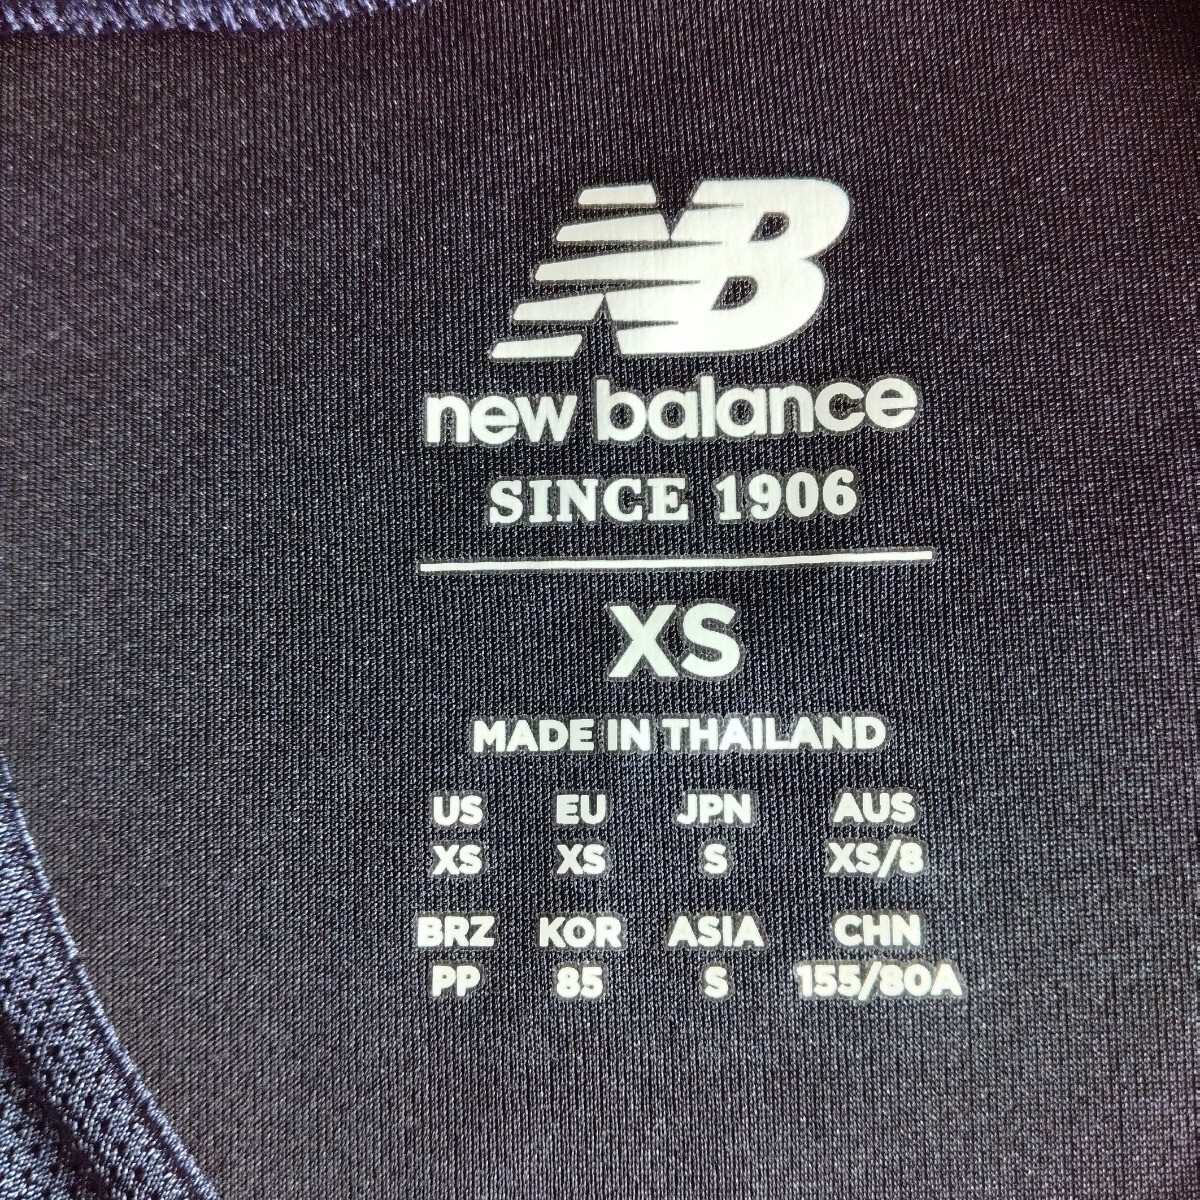 NB
new balance
SINCE 1906
XS
MADE IN THAILAND
US EU JPN AUS
XS XS S XS/8
BRZ KOR ASIA CHN
PP 85 S 155/80A